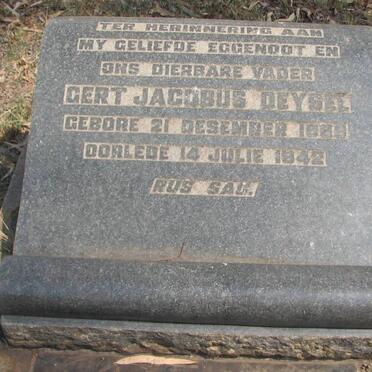 TER HERINNERING AAN
MY GELIEFDE EGGENOOT EN
ONS DIERBARE VADER
GERT JACOBUS DEYSEL
GEBORE 21 DESEMBER
OORLEDE 14 JULIE 1942
RUS SAG.